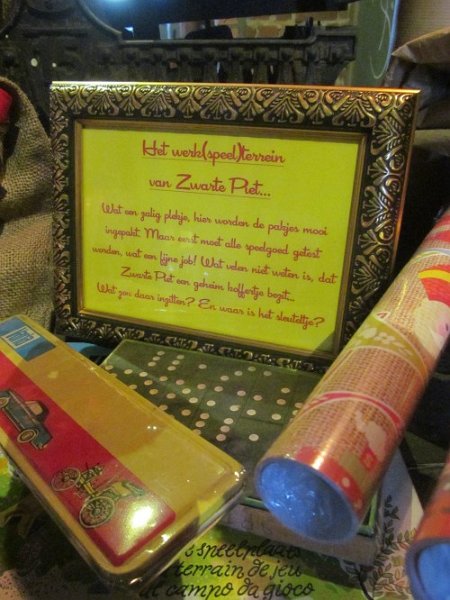 Het werk(speel)terrein
van Zwarte Piet...
Wat een zalig plekje, hier worden de pakjes mooi
ingepakt. Maar eerst moet alle speelgoed getest
worden, wat een fijne job! Wat velen niet weten is, dat
Zwarte Piet een geheim koffertje bezit...
Wat zou daar inzitten? En waar is het sleuteltje?
speelplaats
terrein de jeu
campo da gioco